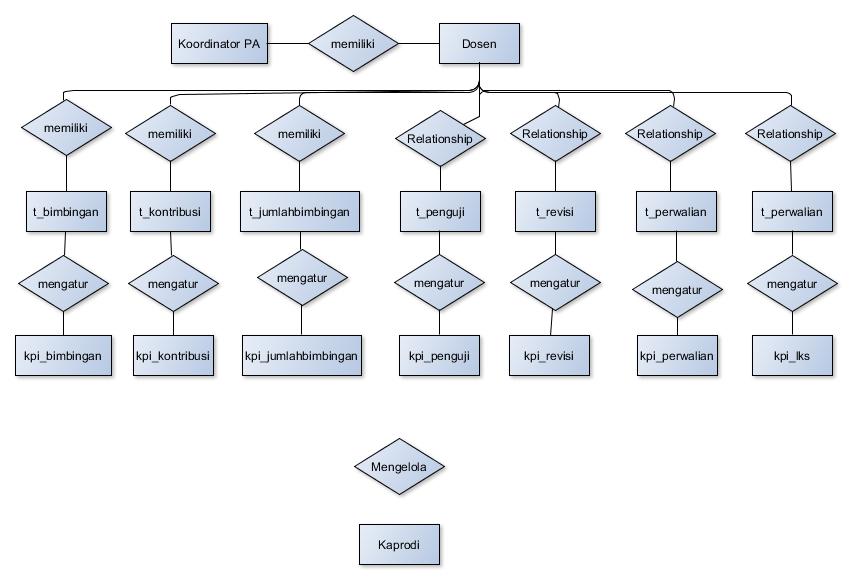 Koordinator PA
memiliki
Dosen
memiliki
memiliki
memiliki
Relationship
Relationship
Relationship
Relationship
t_bimbingan
t_kontribusi
t_jumlahbimbingan
t_penguji
t_revisi
t_perwalian
t_perwalian
mengatur
mengatur
mengatur
mengatur
mengatur
mengatur
mengatur
kpi_bimbingan
kpi_kontribusi
kpi_jumlahbimbingan
kpi_penguji
kpi_revisi
kpi_perwalian
kpi_lks
Mengelola
Kaprodi